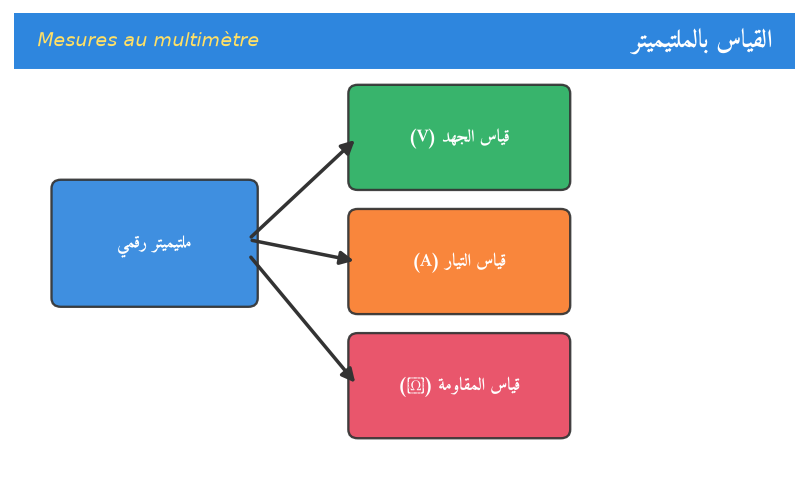 القياس بالملتيميتر
Mesures au multimètre
قياس الجهد (V)
ملتيميتر رقمي
قياس التيار (A)
قياس المقاومة (Ω)